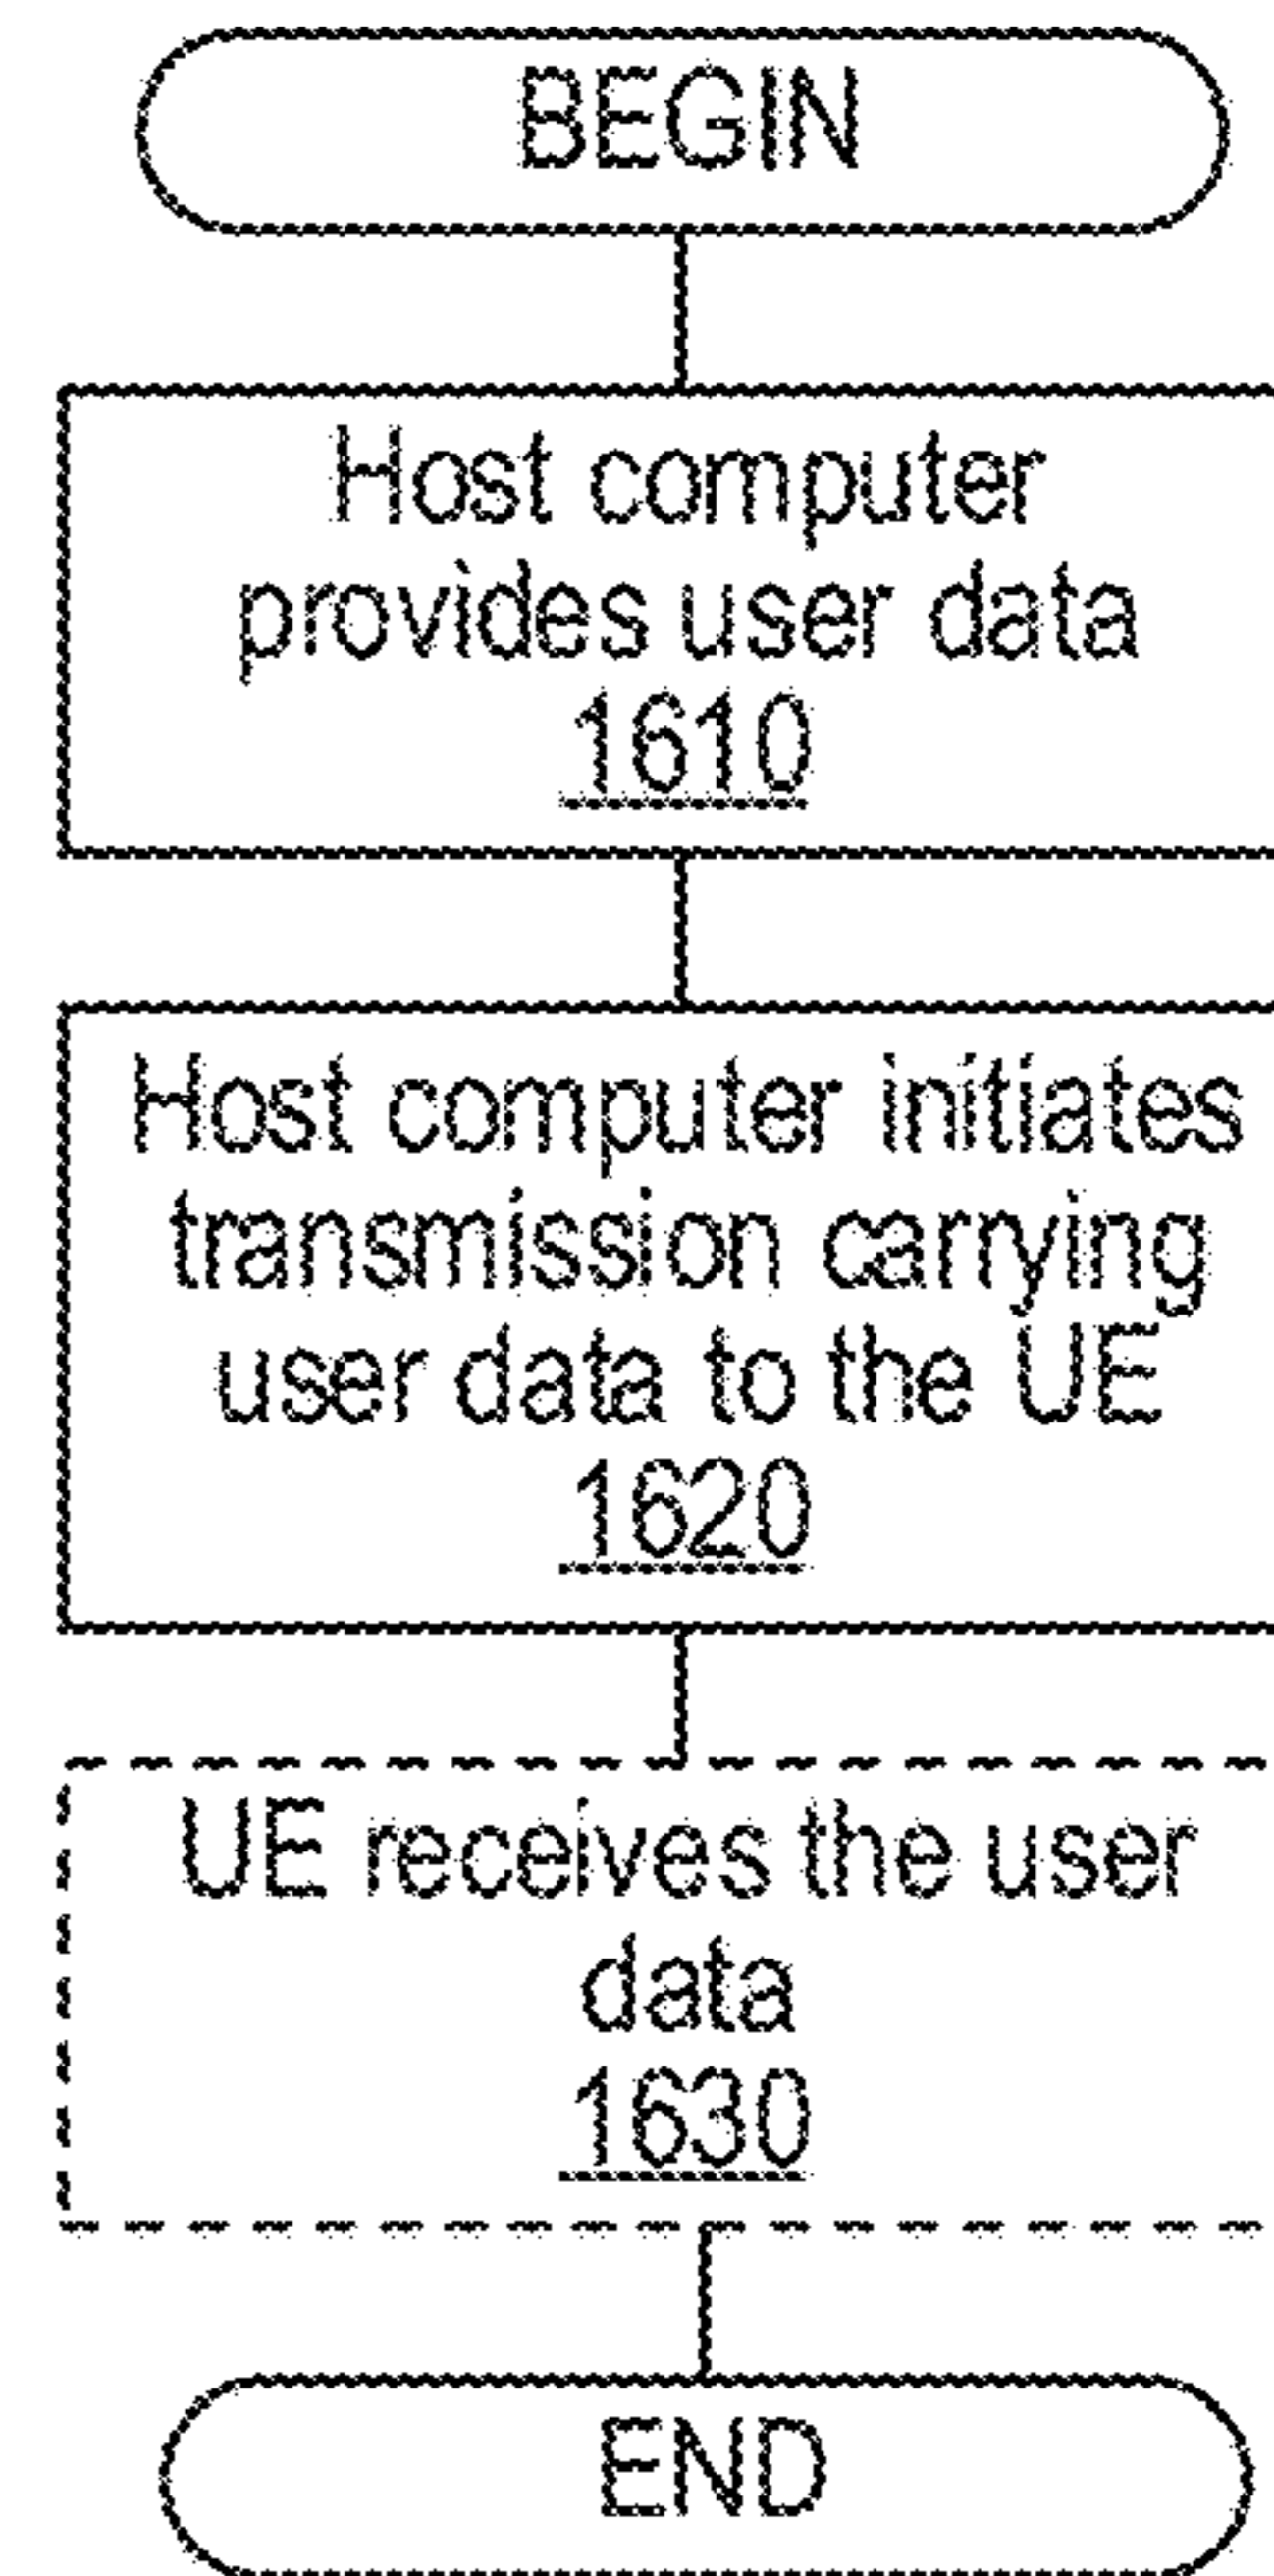 BEGIN
Host computer
provides user data
1610
Host computer initiates
transmission carrying
user data to the UE
1620
UE receives the user
data
1630
END